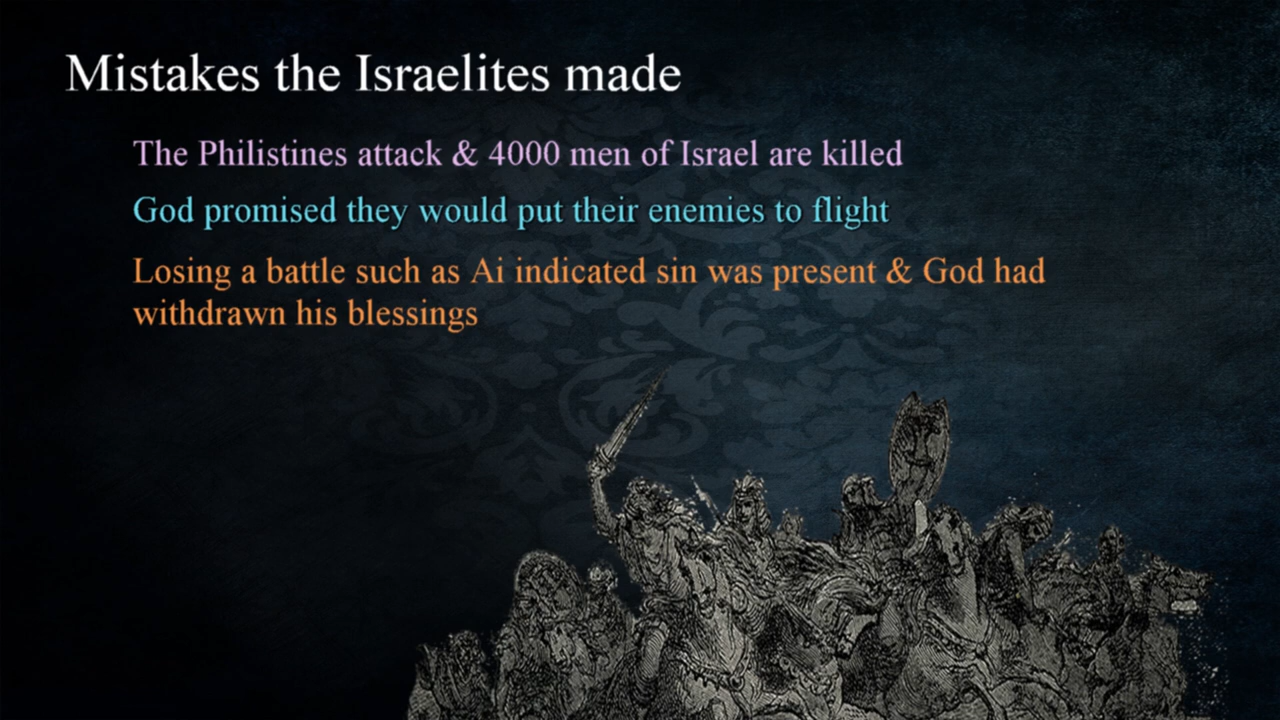 Mistakes the Israelites made
The Philistines attack & 4000 men of Israel are killed
God promised they would put their enemies to flight
Losing a battle such as Ai indicated sin was present & God had
withdrawn his blessings